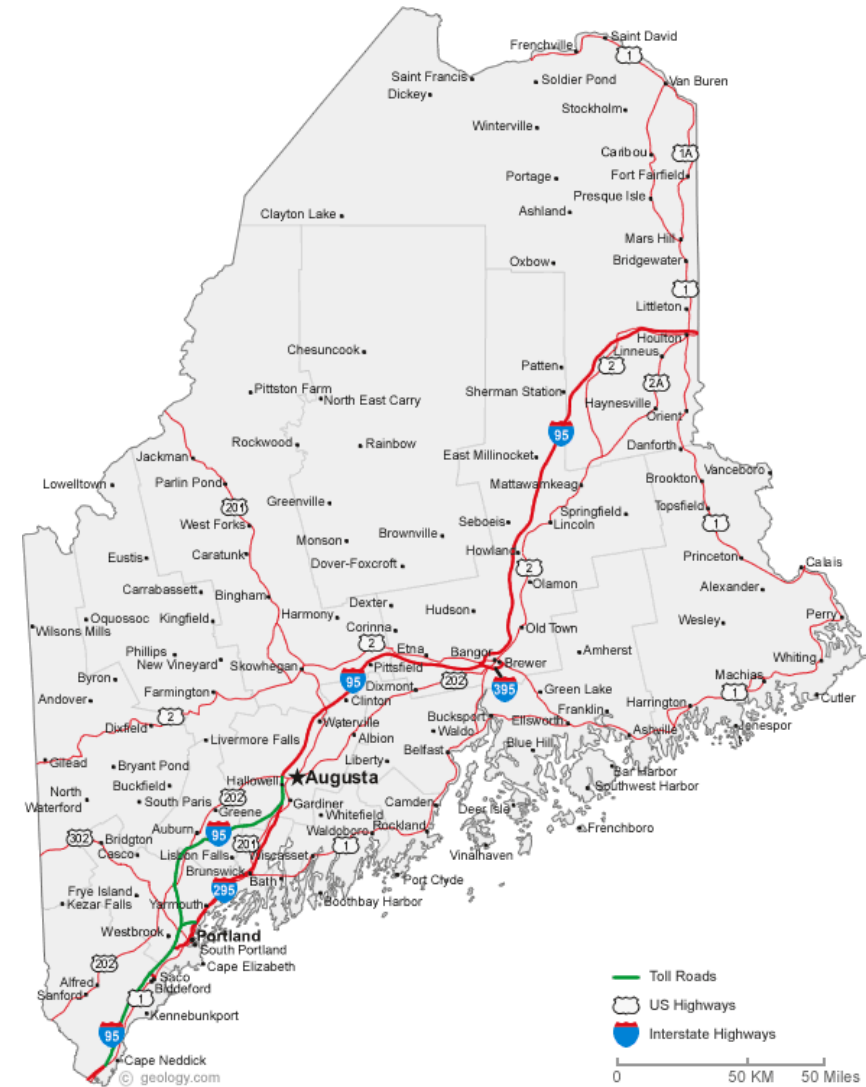 Saint David
Frenchville
1
Saint Francis
Soldier Pond
Van Buren
Dickey
Stockholm
Winterville
Caribou
1A
Portage
Fort Fairfield
Presque Isle
Ashland
Clayton Lake
Mars Hill
Oxbow
Bridgewater
1
Littleton
Houlton
Chesuncook
Linneus
Patten
2
2A
Pittston Farm
Sherman Station
North East Carry
Haynesville
Orient
95
Rockwood
Rainbow
Danforth
Jackman
East Millinocket
Vanceboro
Lowelltown
Parlin Pond
Mattawamkeag
Brookton
201
Greenville
Topsfield
West Forks
Seboeis
Springfield
Lincoln
1
Monson
Brownville
Eustis
Caratunk
Howland
Princeton
Dover-Foxcroft
2
Calais
Carrabassett
Bingham
Olamon
Alexander
Dexter
Oquossoc
Kingfield
Harmony
Hudson
Perry
Wilsons Mills
Corinna
Old Town
Wesley
2
Phillips
Etna
Bangor
Amherst
New Vineyard
Skowhegan
Pittsfield
Brewer
Whiting
Byron
95
202
Machias
Farmington
Dixmont
395
Green Lake
1
Andover
Clinton
Harrington
Cutler
2
Waterville
Bucksport
Franklin
Dixfield
Waldo
Ellsworth
Ashville
Jenespor
Livermore Falls
Albion
Belfast
Blue Hill
Gilead
Bryant Pond
Liberty
Bar Harbor
Hallowell
Augusta
Buckfield
Southwest Harbor
North
Waterford
South Paris
202
Gardiner
Camden
Greene
Whitefield
Deer Isle
Auburn
95
Waldoboro
Rockland
Frenchboro
302
Bridgton
201
1
Casco
Lisbon Falls
Wiscasset
Vinalhaven
Brunswick
Bath
Port Clyde
Frye Island
295
Kezar Falls
Yarmouth
Boothbay Harbor
Westbrook
Portland
South Portland
202
Cape Elizabeth
Alfred
Saco
Toll Roads
Sanford
Biddeford
1
US Highways
Kennebunkport
95
Interstate Highways
Cape Neddick
© geology.com
0
50 KM
50 Miles